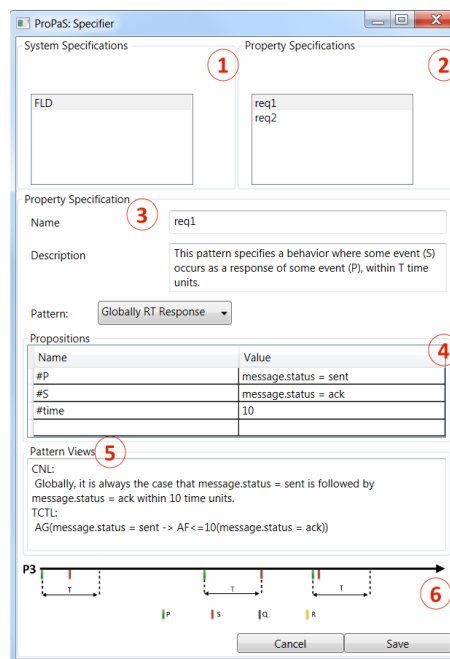 ProPaS: Specifier
System Specifications
1
Property Specifications
2
FLD
req1
req2
Property Specification
3
Name
req1
Description
This pattern specifies a behavior where some event (S)
occurs as a response of some event (P), within T time
units.
Pattern:
Globally RT Response
Propositions
4
Name
Value
#P
message.status = sent
#S
message.status = ack
#time
10
Pattern Views
5
CNL:
Globally, it is always the case that message.status = sent is followed by
message.status = ack within 10 time units.
TCTL:
AG(message.status = sent -> AF<=10(message.status = ack))
P3
T
T
T
6
P
S
Q
R
Cancel
Save